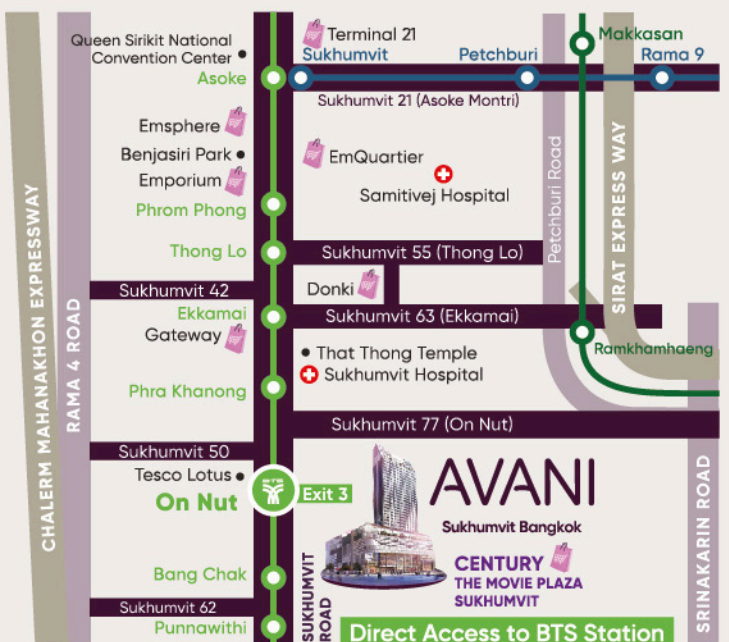 Queen Sirikit National
Convention Center
Terminal 21
Makkasan
Sukhumvit
Petchburi
Rama 9
Asoke
Sukhumvit 21 (Asoke Montri)
Emsphere
Benjasiri Park
EmQuartier
Emporium
Samitivej Hospital
Phrom Phong
Petchburi Road
SIRAT EXPRESS WAY
CHALERM MAHANAKHON EXPRESSWAY
RAMA 4 ROAD
Thong Lo
Sukhumvit 55 (Thong Lo)
Sukhumvit 42
Donki
Ekkamai
Sukhumvit 63 (Ekkamai)
Gateway
Ramkhamhaeng
That Thong Temple
Sukhumvit Hospital
Phra Khanong
Sukhumvit 77 (On Nut)
Sukhumvit 50
Tesco Lotus
On Nut
BTS
Exit 3
AVANI
Sukhumvit Bangkok
CENTURY
THE MOVIE PLAZA
SUKHUMVIT
SRINAKARIN ROAD
Bang Chak
SUKHUMVIT
ROAD
Sukhumvit 62
Punnawithi
Direct Access to BTS Station